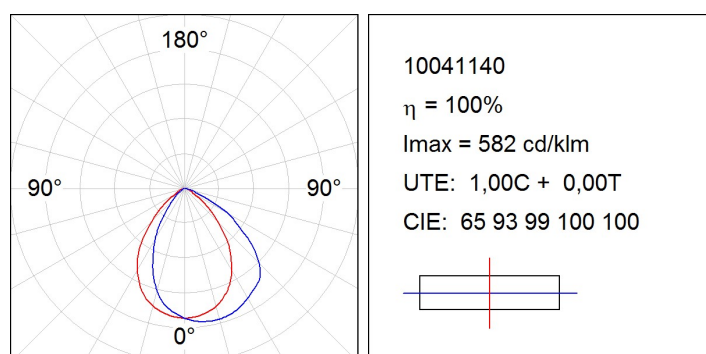 180°
90° 90°
0°
10041140
η = 100%
Imax = 582 cd/klm
UTE: 1,00C + 0,00T
CIE: 65 93 99 100 100